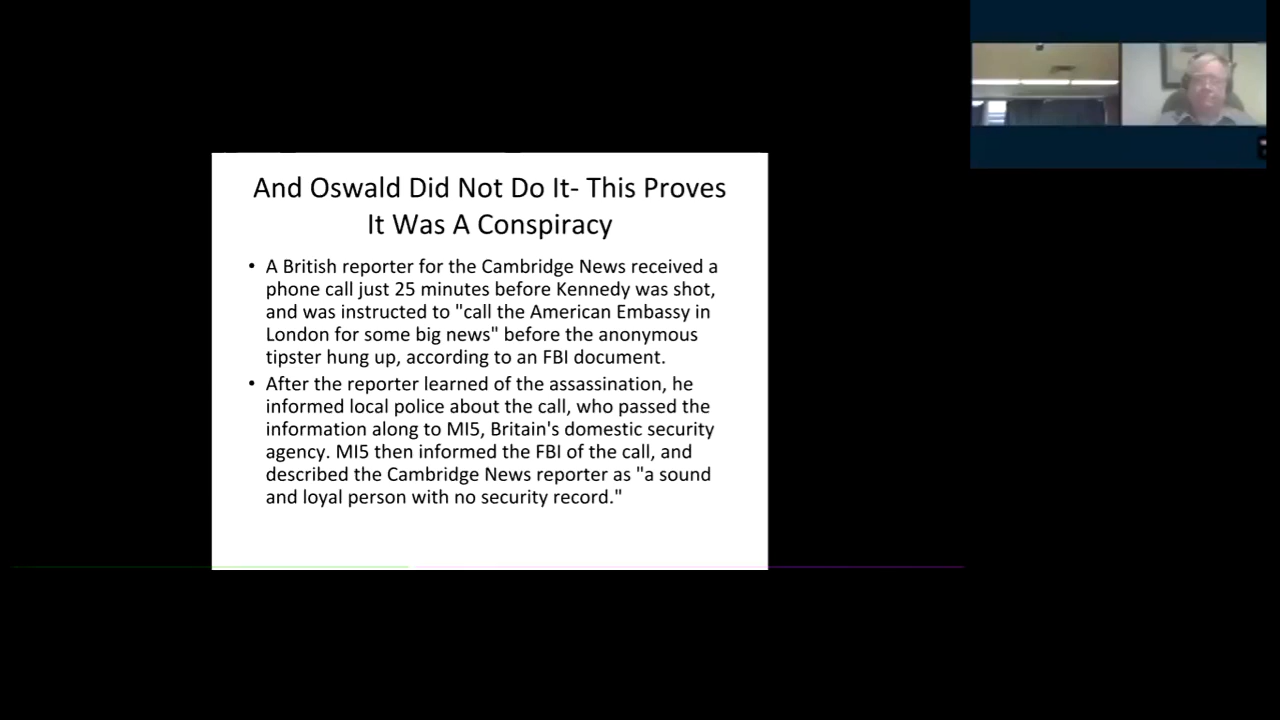 And Oswald Did Not Do It- This Proves
It Was A Conspiracy
• A British reporter for the Cambridge News received a
phone call just 25 minutes before Kennedy was shot,
and was instructed to "call the American Embassy in
London for some big news" before the anonymous
tipster hung up, according to an FBI document.
• After the reporter learned of the assassination, he
informed local police about the call, who passed the
information along to MI5, Britain's domestic security
agency. MI5 then informed the FBI of the call, and
described the Cambridge News reporter as "a sound
and loyal person with no security record."